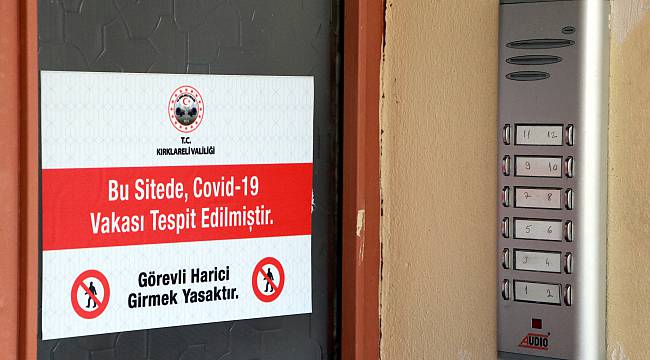 T.C.
KIRKLARELİ VALİLİĞİ
Bu Sitede, Covid-19
Vakası Tespit Edilmiştir.
Görevli Harici
Girmek Yasaktır.
11 12
9 10
7 8
5 6
3 4
1 2
AUDIO